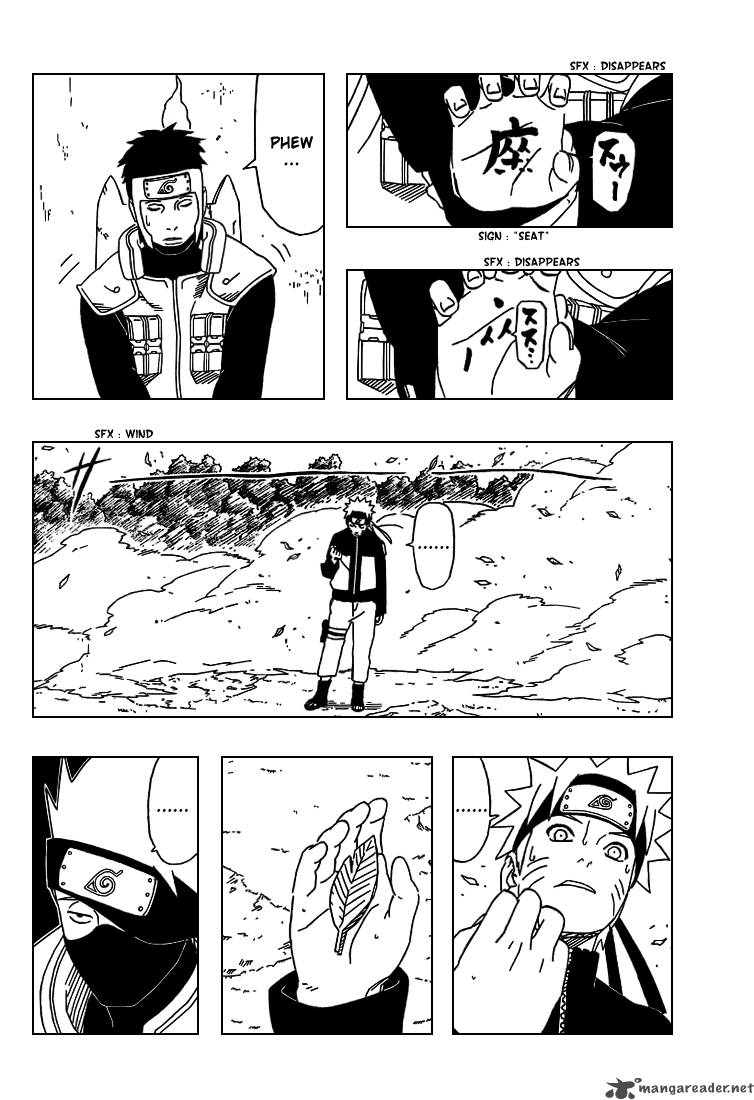 SFX : DISAPPEARS
座
スゥー
SIGN : "SEAT"
PHEW
...
SFX : DISAPPEARS
スス...
SFX : WIND
......
......
......
mangareader.net